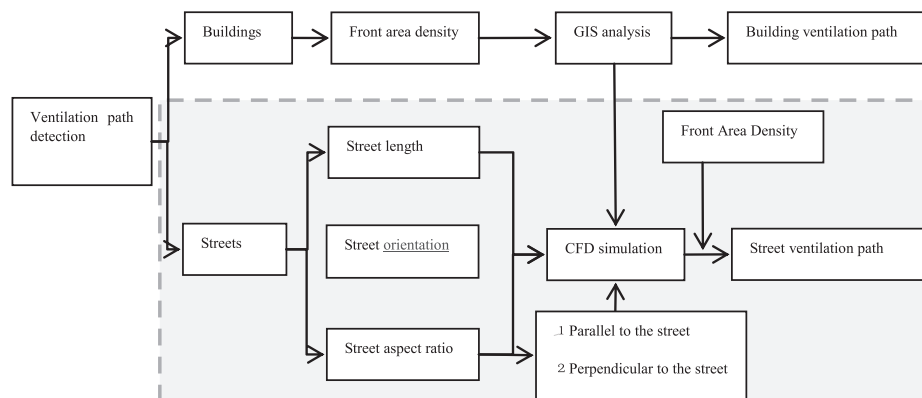 Buildings
Front area density
GIS analysis
Building ventilation path
Ventilation path
detection
Front Area Density
Street length
Streets
Street orientation
CFD simulation
Street ventilation path
Street aspect ratio
1 Parallel to the street
2 Perpendicular to the street